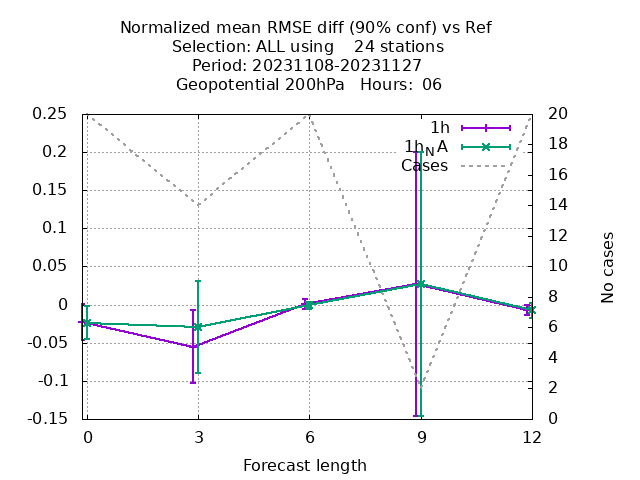 Normalized mean RMSE diff (90% conf) vs Ref
Selection: ALL using    24 stations
Period: 20231108-20231127
Geopotential 200hPa   Hours:  06
0.25
0.2
0.15
0.1
0.05
0
-0.05
-0.1
-0.15
20
18
16
14
12
10
8
6
4
2
0
1h
1hNA
Cases
No cases
0
3
6
9
12
Forecast length